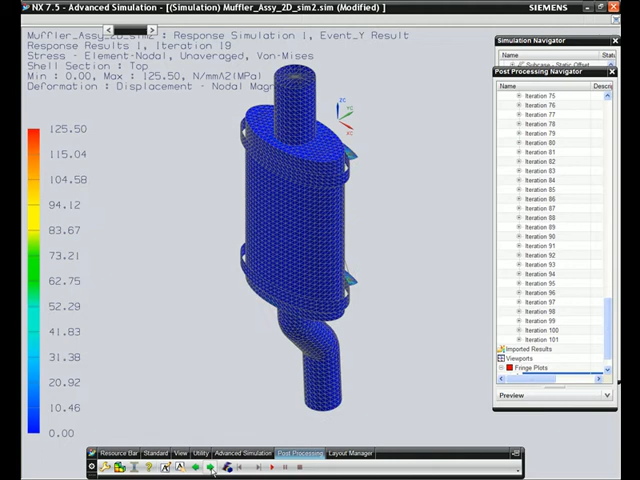 NX 7.5 - Advanced Simulation - [(Simulation) Muffler_Assy_2D_sim2.sim (Modified) ]
SIEMENS
Response Simulation 1, Event_Y Result
Response Results 1, Iteration 19
Stress - Element-Nodal, Unaveraged, Von-Mises
Shell Section : Top
Min : 0.00, Max : 125.50, N/mm^2(MPa)
Deformation : Displacement - Nodal Magn
125.50
115.04
104.58
94.12
83.67
73.21
62.75
52.29
41.83
31.38
20.92
10.46
0.00
ZC
YC
XC
Simulation Navigator
Name
Post Processing Navigator
Name
Descrip
Iteration 75
Iteration 76
Iteration 77
Iteration 78
Iteration 79
Iteration 80
Iteration 81
Iteration 82
Iteration 83
Iteration 84
Iteration 85
Iteration 86
Iteration 87
Iteration 88
Iteration 89
Iteration 90
Iteration 91
Iteration 92
Iteration 93
Iteration 94
Iteration 95
Iteration 96
Iteration 97
Iteration 98
Iteration 99
Iteration 100
Iteration 101
Imported Results
Viewports
Fringe Plots
Preview
Resource Bar
Standard
View
Utility
Advanced Simulation
Post Processing
Layout Manager